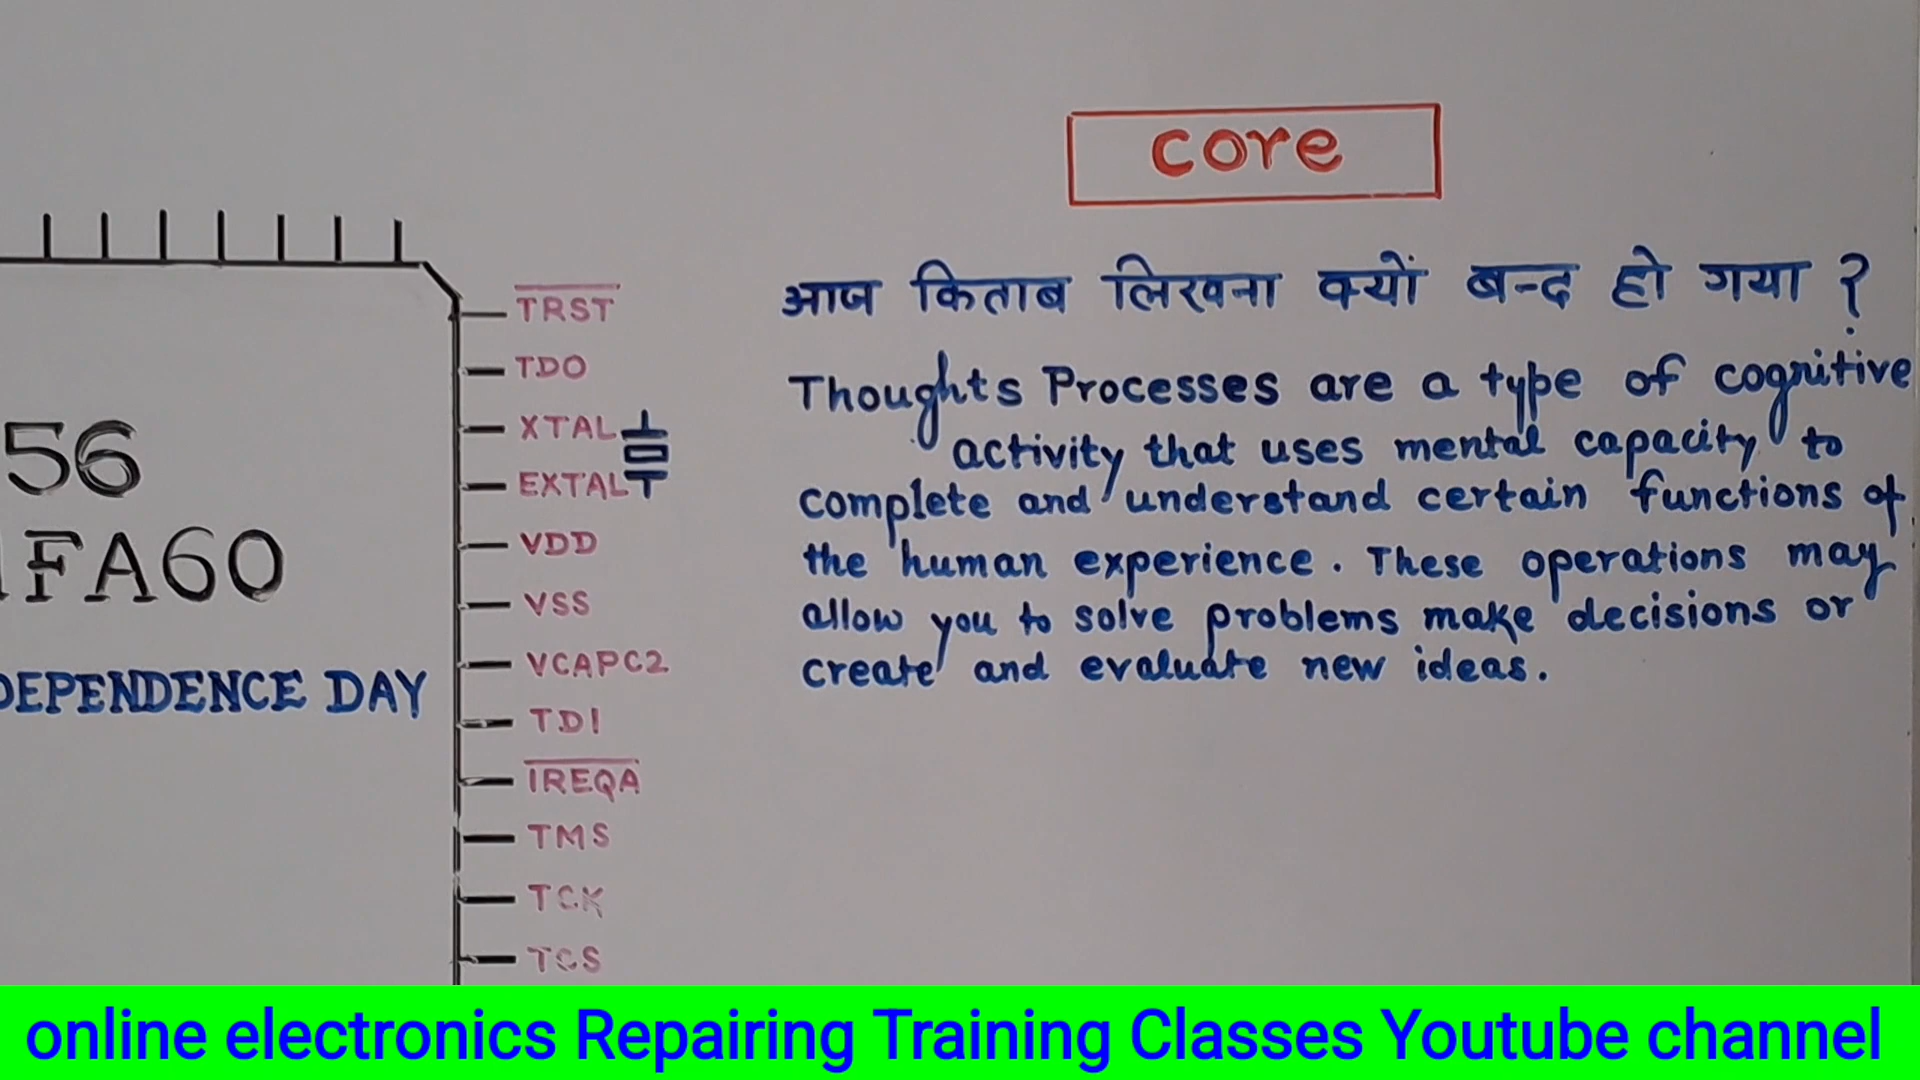 core
आज किताब लिखना क्यों बन्द हो गया ?
Thoughts Processes are a type of cognitive
activity that uses mental capacity to
complete and understand certain functions of
the human experience. These operations may
allow you to solve problems make decisions or
create and evaluate new ideas.
56
FA60
DEPENDENCE DAY
TRST
TDO
XTAL
EXTAL
VDD
VSS
VCAPC2
TDI
IREQA
TMS
TCK
TCS
online electronics Repairing Training Classes Youtube channel